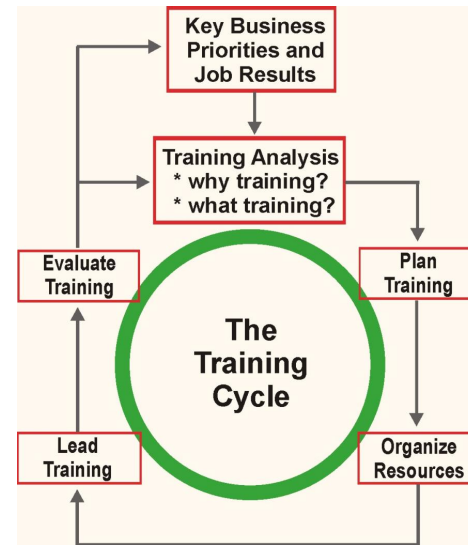 Key Business
Priorities and
Job Results
Training Analysis
* why training?
* what training?
Evaluate
Training
Plan
Training
The
Training
Cycle
Lead
Training
Organize
Resources